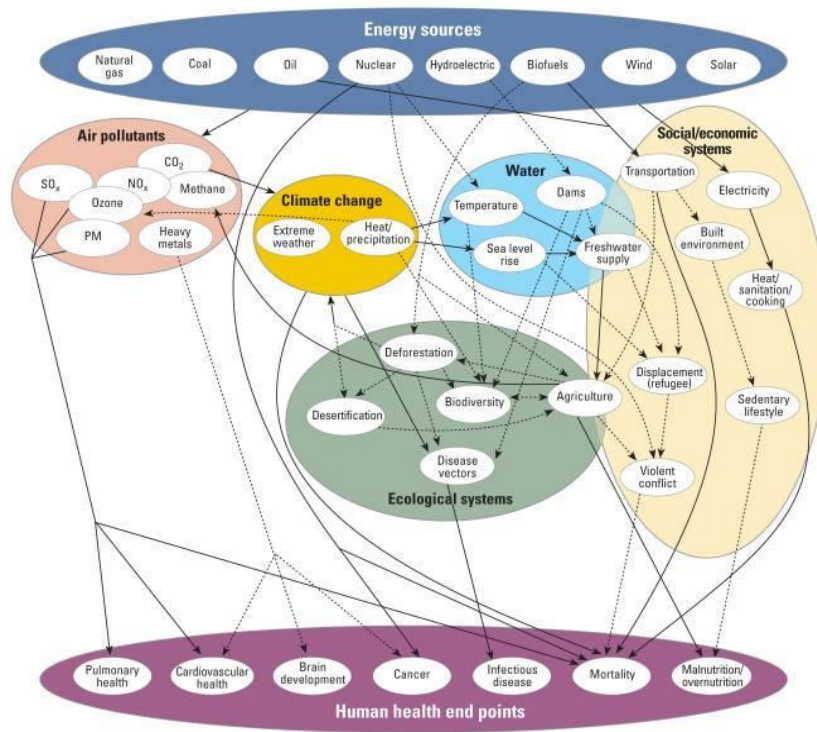 Energy sources
Natural
gas
Coal
Oil
Nuclear
Hydroelectric
Biofuels
Wind
Solar
Air pollutants
CO2
SOx
NOx
Methane
Ozone
PM
Heavy
metals
Climate change
Extreme
weather
Heat/
precipitation
Water
Temperature
Dams
Sea level
rise
Freshwater
supply
Social/economic
systems
Transportation
Electricity
Built
environment
Heat/
sanitation/
cooking
Displacement
(refugee)
Sedentary
lifestyle
Violent
conflict
Deforestation
Desertification
Biodiversity
Agriculture
Disease
vectors
Ecological systems
Pulmonary
health
Cardiovascular
health
Brain
development
Cancer
Infectious
disease
Mortality
Malnutrition/
overnutrition
Human health end points